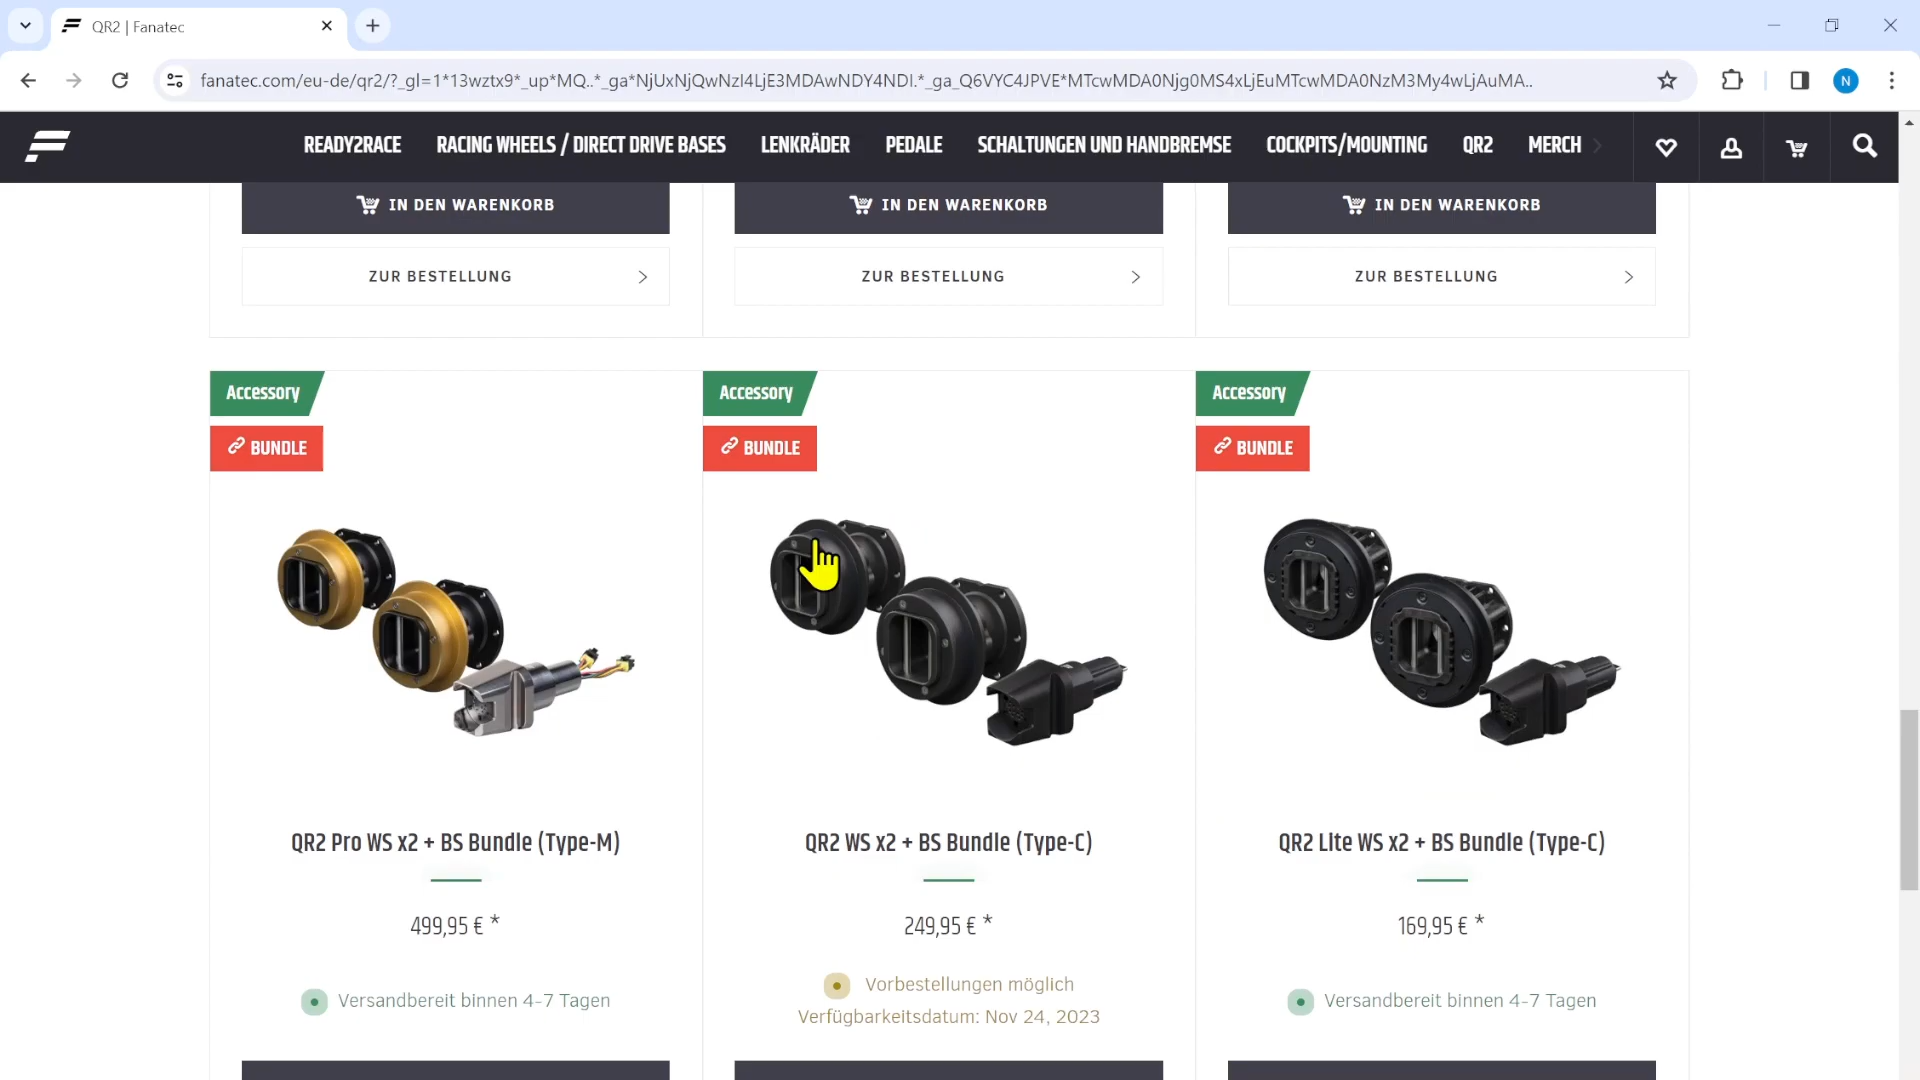 QR2 | Fanatec
fanatec.com/eu-de/qr2/?_gl=1*13wztx9*_up*MQ..*_ga*NjUxNjQwNzI4LjE3MDAwNDY4NDI.*_ga_Q6VYC4JPVE*MTcwMDA0Njg0MS4xLjEuMTcwMDA0NzM3My4wLjAuMA..
N
READY2RACE RACING WHEELS / DIRECT DRIVE BASES LENKRÄDER PEDALE SCHALTUNGEN UND HANDBREMSE COCKPITS/MOUNTING QR2 MERCH
IN DEN WARENKORB IN DEN WARENKORB IN DEN WARENKORB
ZUR BESTELLUNG ZUR BESTELLUNG ZUR BESTELLUNG
Accessory Accessory Accessory
BUNDLE BUNDLE BUNDLE
QR2 Pro WS x2 + BS Bundle (Type-M) QR2 WS x2 + BS Bundle (Type-C) QR2 Lite WS x2 + BS Bundle (Type-C)
499,95 € * 249,95 € * 169,95 € *
Versandbereit binnen 4-7 Tagen Vorbestellungen möglich Versandbereit binnen 4-7 Tagen
Verfügbarkeitsdatum: Nov 24, 2023